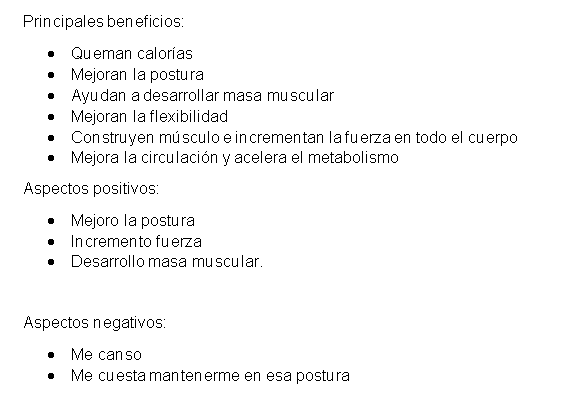 Principales beneficios:
• Queman calorías
• Mejoran la postura
• Ayudan a desarrollar masa muscular
• Mejoran la flexibilidad
• Construyen músculo e incrementan la fuerza en todo el cuerpo
• Mejora la circulación y acelera el metabolismo
Aspectos positivos:
• Mejoro la postura
• Incremento fuerza
• Desarrollo masa muscular.
Aspectos negativos:
• Me canso
• Me cuesta mantenerme en esa postura